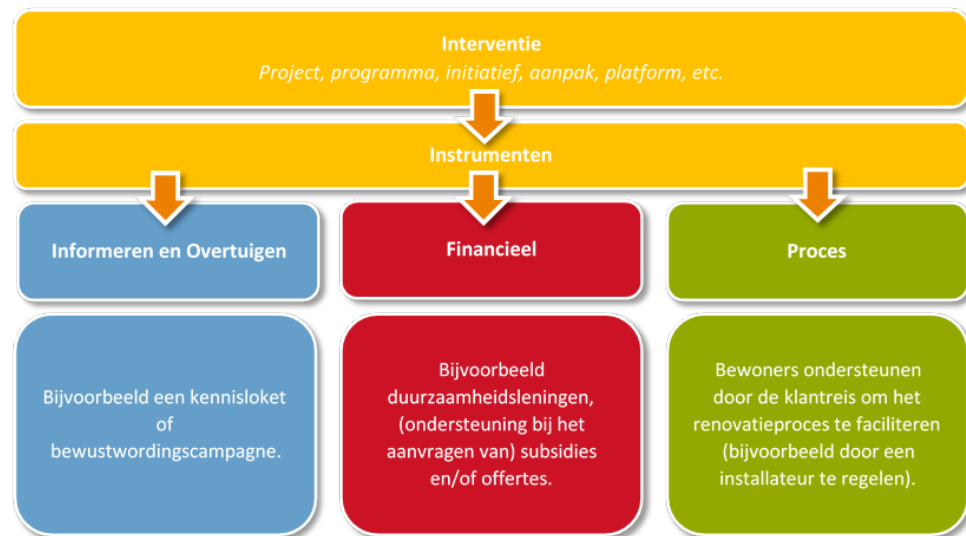 Interventie
Project, programma, initiatief, aanpak, platform, etc.
Instrumenten
Informeren en Overtuigen
Financieel
Proces
Bijvoorbeeld een kennisloket
of
bewustwordingscampagne.
Bijvoorbeeld
duurzaamheidsleningen,
(ondersteuning bij het
aanvragen van) subsidies
en/of offertes.
Bewoners ondersteunen
door de klantreis om het
renovatieproces te faciliteren
(bijvoorbeeld door een
installateur te regelen).